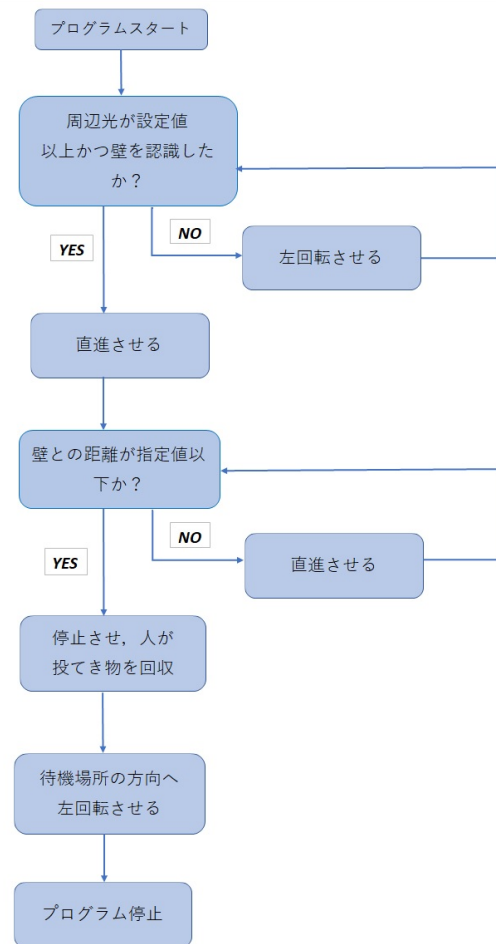 プログラムスタート
周辺光が設定値
以上かつ壁を認識した
か？
YES
NO
左回転させる
直進させる
壁との距離が指定値以
下か？
YES
NO
直進させる
停止させ，人が
投てき物を回収
待機場所の方向へ
左回転させる
プログラム停止